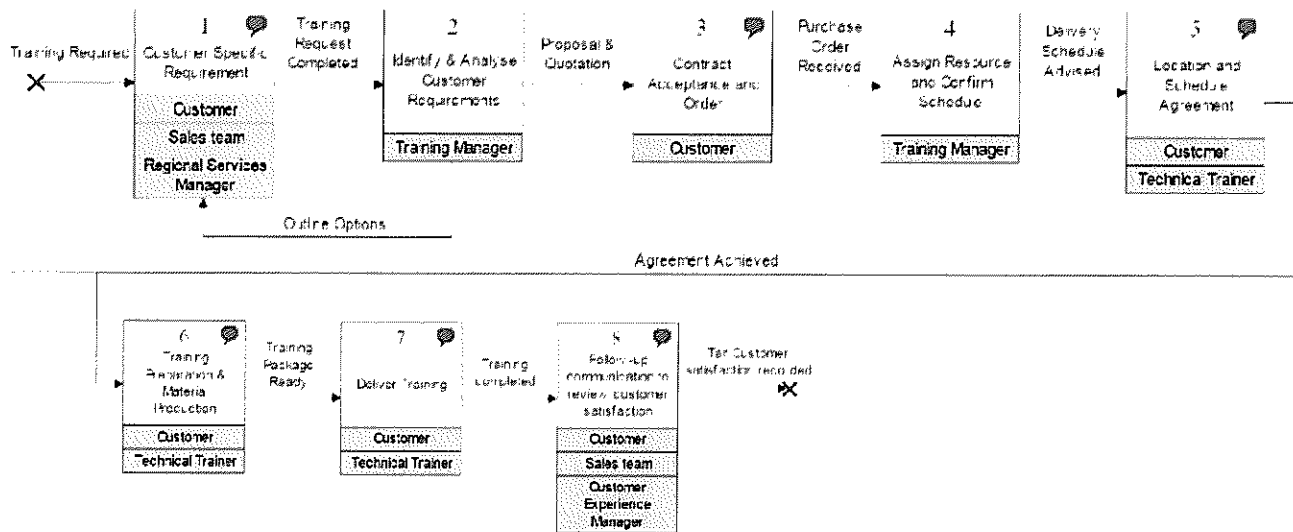 1
2
3
4
5
Training Required
Customer Specific
Requirement
Customer
Sales team
Regional Services
Manager
Training
Request
Completed
Identify & Analyse
Customer
Requirements
Training Manager
Proposal &
Quotation
Contract
Acceptance and
Order
Customer
Purchase
Order
Received
Assign Resource
and Confirm
Schedule
Training Manager
Delivery
Schedule
Advised
Location and
Schedule
Agreement
Customer
Technical Trainer
Outline Options
Agreement Achieved
6
Training
Preparation &
Material
Production
Customer
Technical Trainer
Training
Package
Ready
7
Deliver Training
Customer
Technical Trainer
Training
completed
8
Follow-up
communication to
review customer
satisfaction
Customer
Sales team
Customer
Experience
Manager
Customer
satisfaction recorded